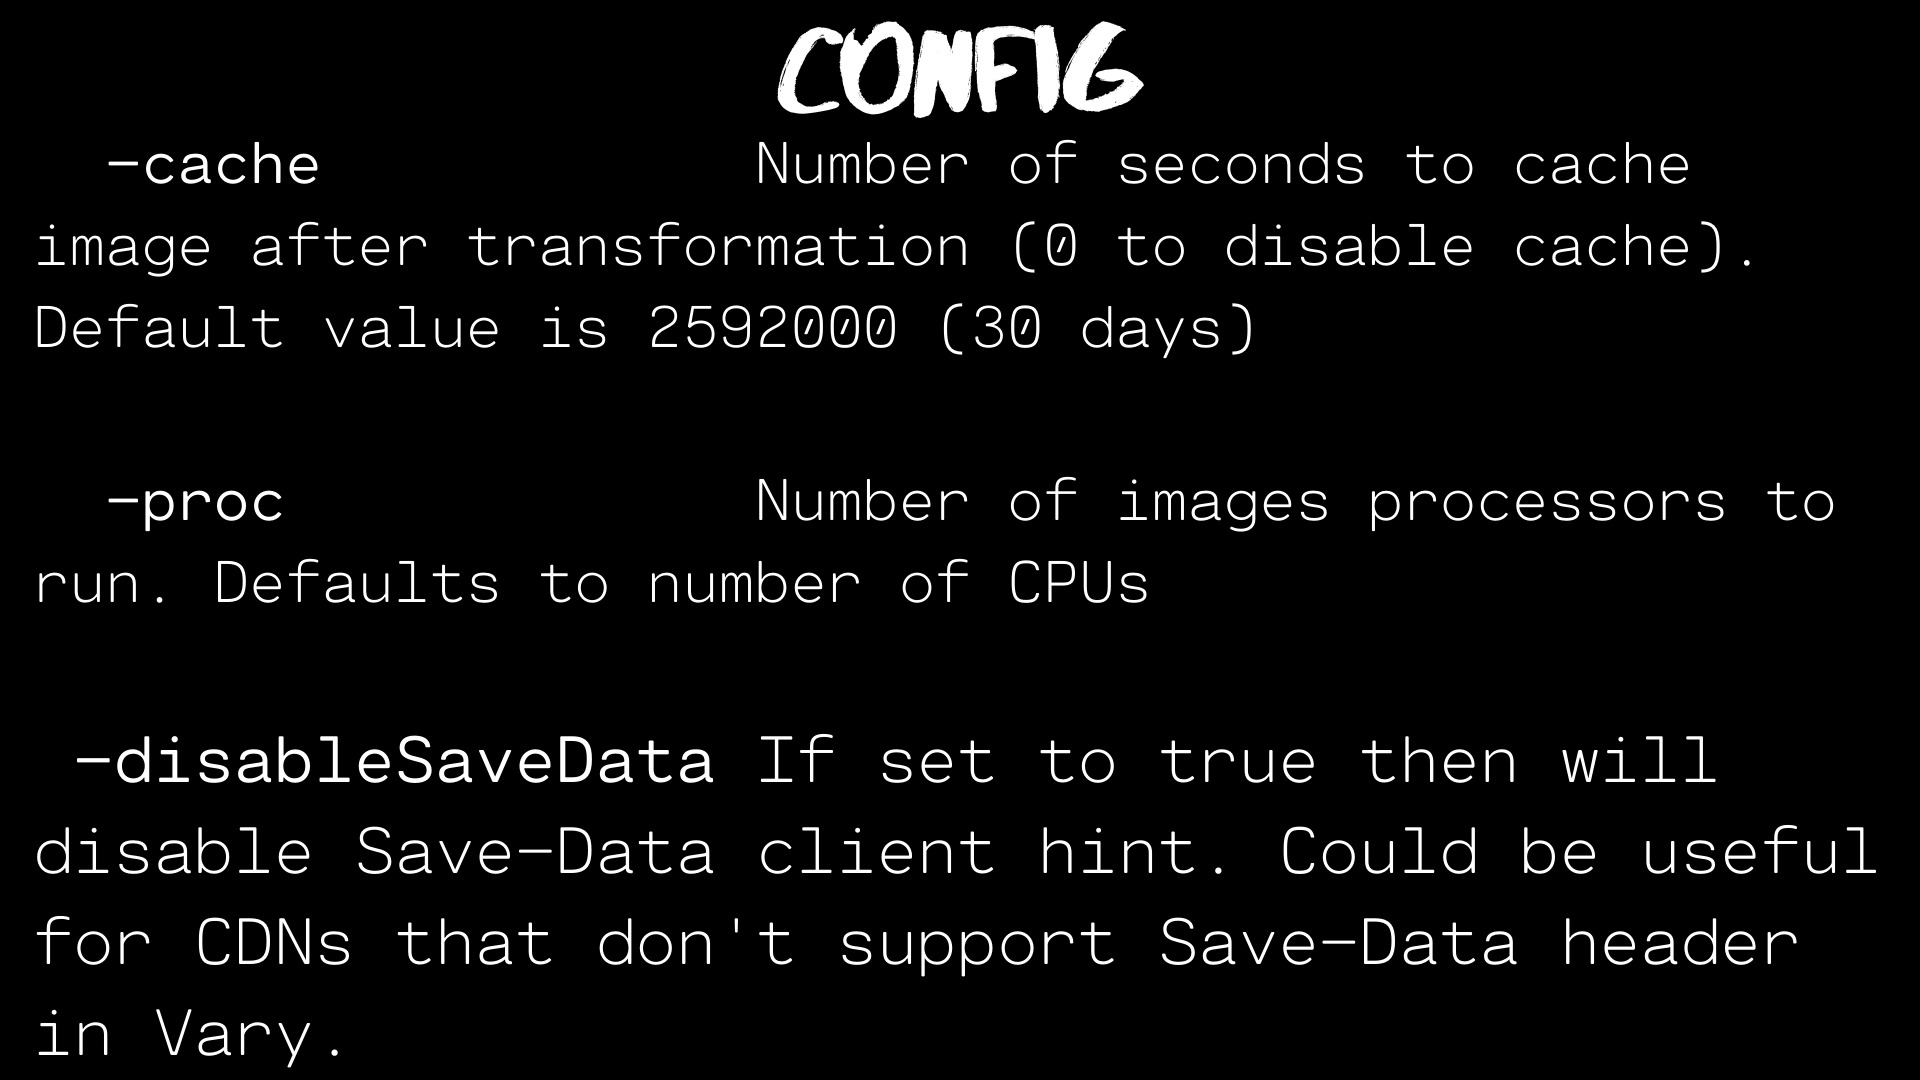 CONFIG
-cache Number of seconds to cache
image after transformation (0 to disable cache).
Default value is 2592000 (30 days)
-proc Number of images processors to
run. Defaults to number of CPUs
-disableSaveData If set to true then will
disable Save-Data client hint. Could be useful
for CDNs that don't support Save-Data header
in Vary.